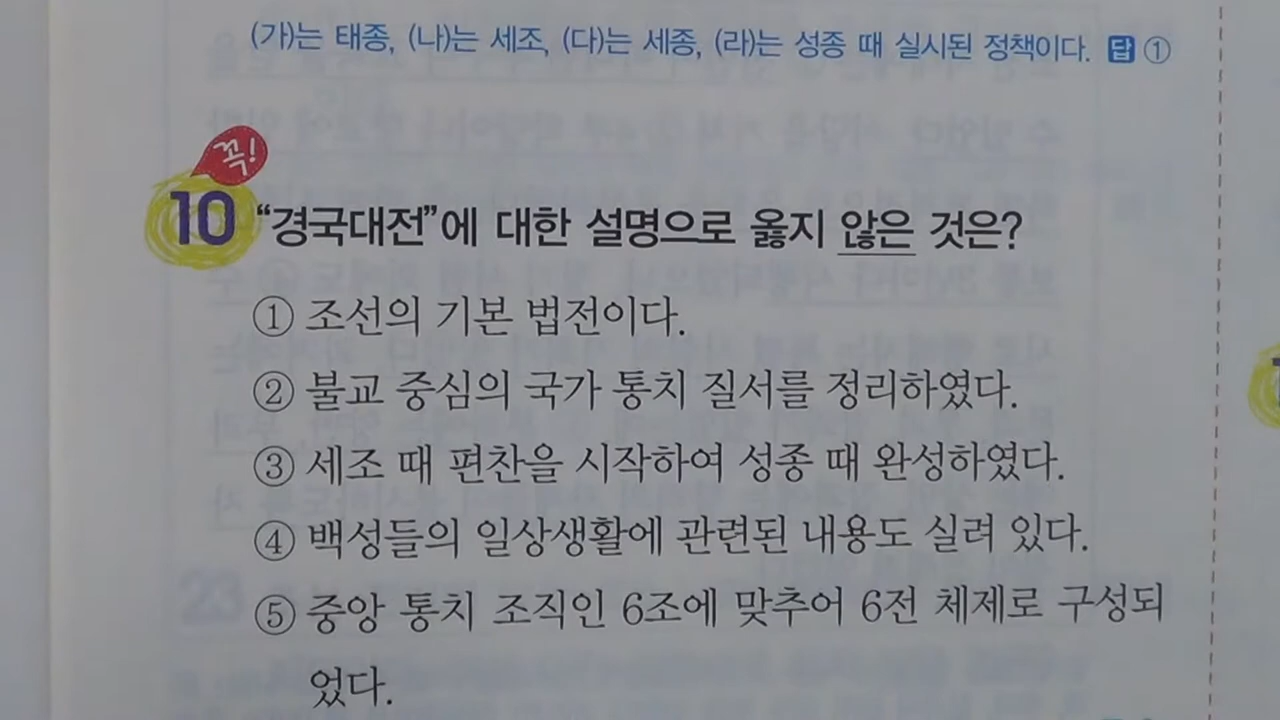 (가)는 태종, (나)는 세조, (다)는 세종, (라)는 성종 때 실시된 정책이다. 답 ①
꼭!
10 “경국대전”에 대한 설명으로 옳지 않은 것은?
① 조선의 기본 법전이다.
② 불교 중심의 국가 통치 질서를 정리하였다.
③ 세조 때 편찬을 시작하여 성종 때 완성하였다.
④ 백성들의 일상생활에 관련된 내용도 실려 있다.
⑤ 중앙 통치 조직인 6조에 맞추어 6전 체제로 구성되
었다.